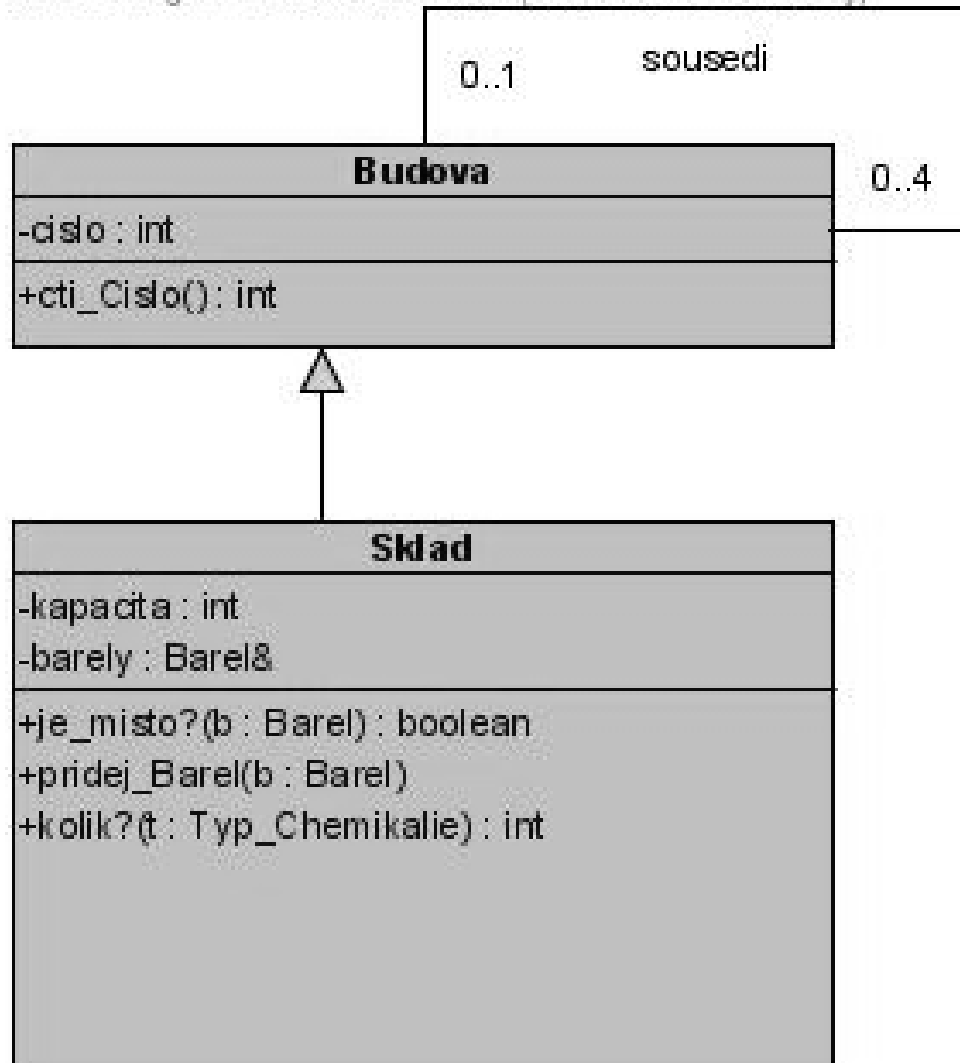 0..1
sousedi
Budova
0..4
-cislo : int
+cti_Cislo() : int
Sklad
-kapacita : int
-barely : Barel&
+je_misto?(b : Barel) : boolean
+pridej_Barel(b : Barel)
+kolik?(t : Typ_Chemikalie) : int